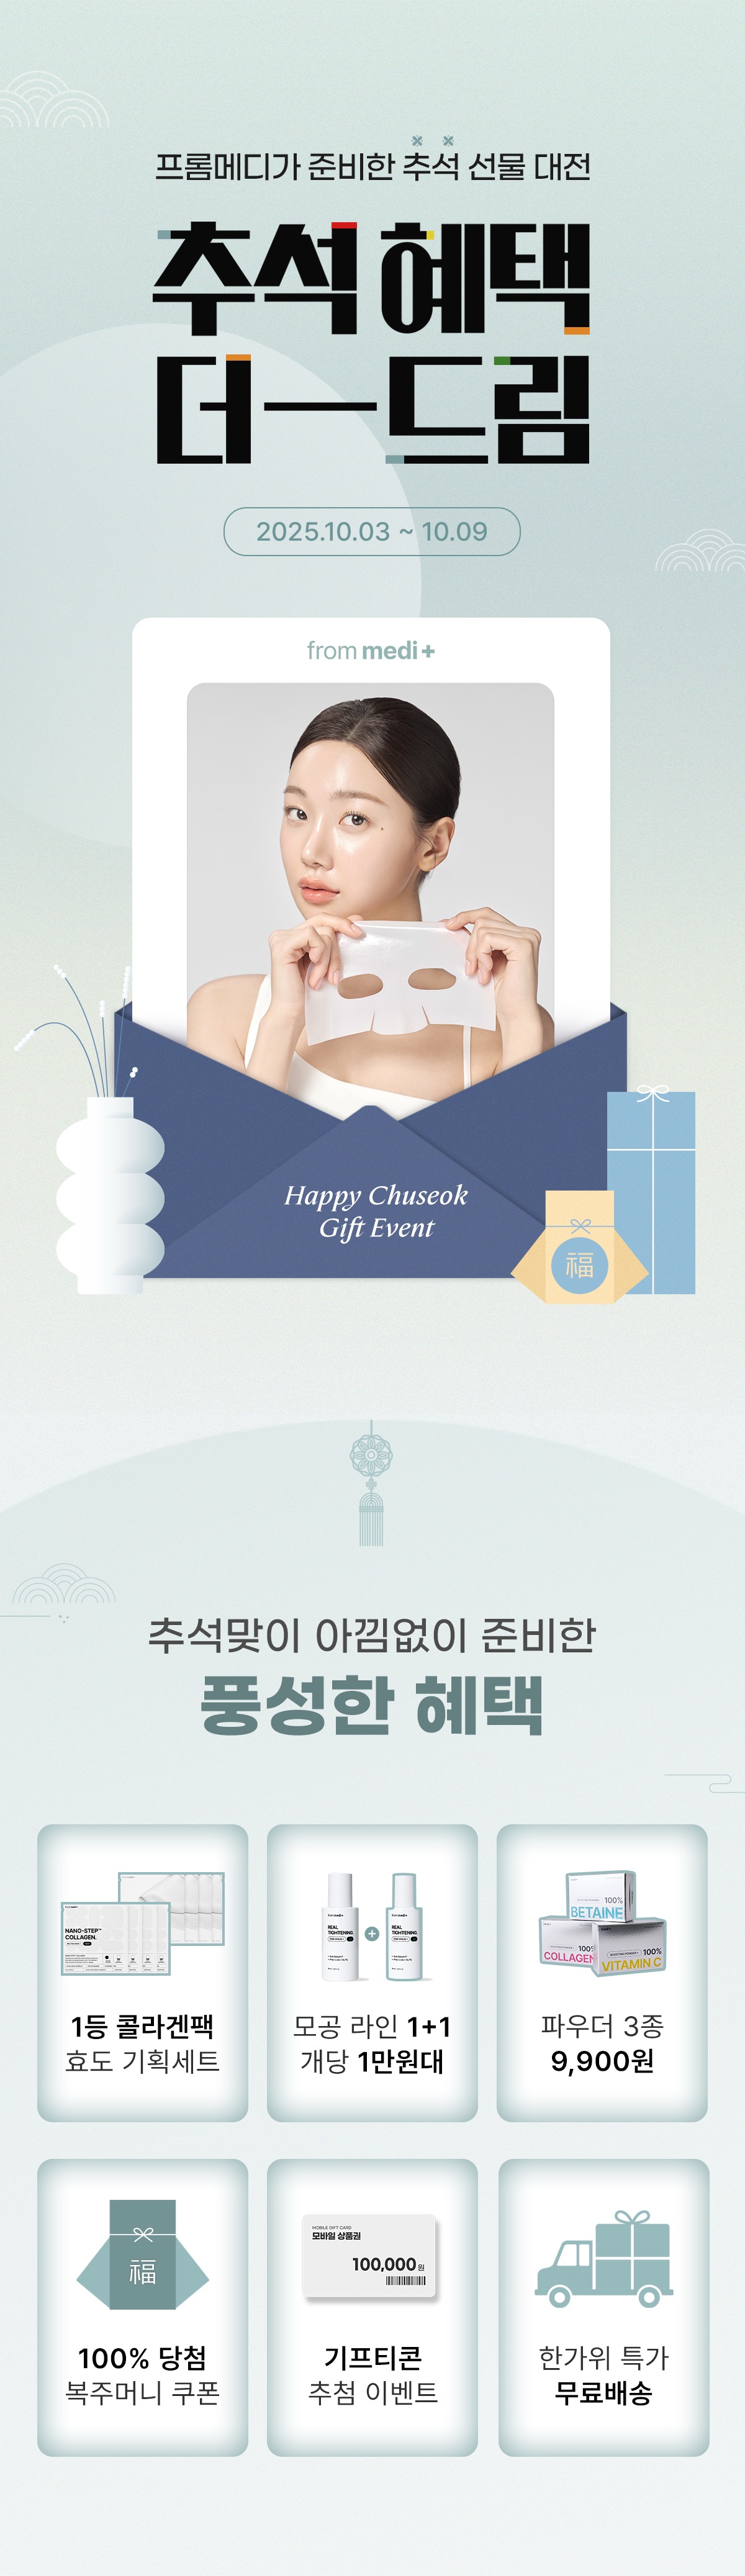 프롬메디가 준비한 추석 선물 대전
추석 혜택
더—드림
2025.10.03 ~ 10.09
from medi+
Happy Chuseok
Gift Event
福
추석맞이 아낌없이 준비한
풍성한 혜택
NANO-STEP™
COLLAGEN.
1등 콜라겐팩
효도 기획세트
from medi+
REAL
TIGHTENING.
REAL
TIGHTENING.
모공 라인 1+1
개당 1만원대
100%
BETAINE
100%
COLLAGEN
100%
VITAMIN C
파우더 3종
9,900원
福
100% 당첨
복주머니 쿠폰
MOBILE GIFT CARD
모바일 상품권
100,000원
기프티콘
추첨 이벤트
한가위 특가
무료배송